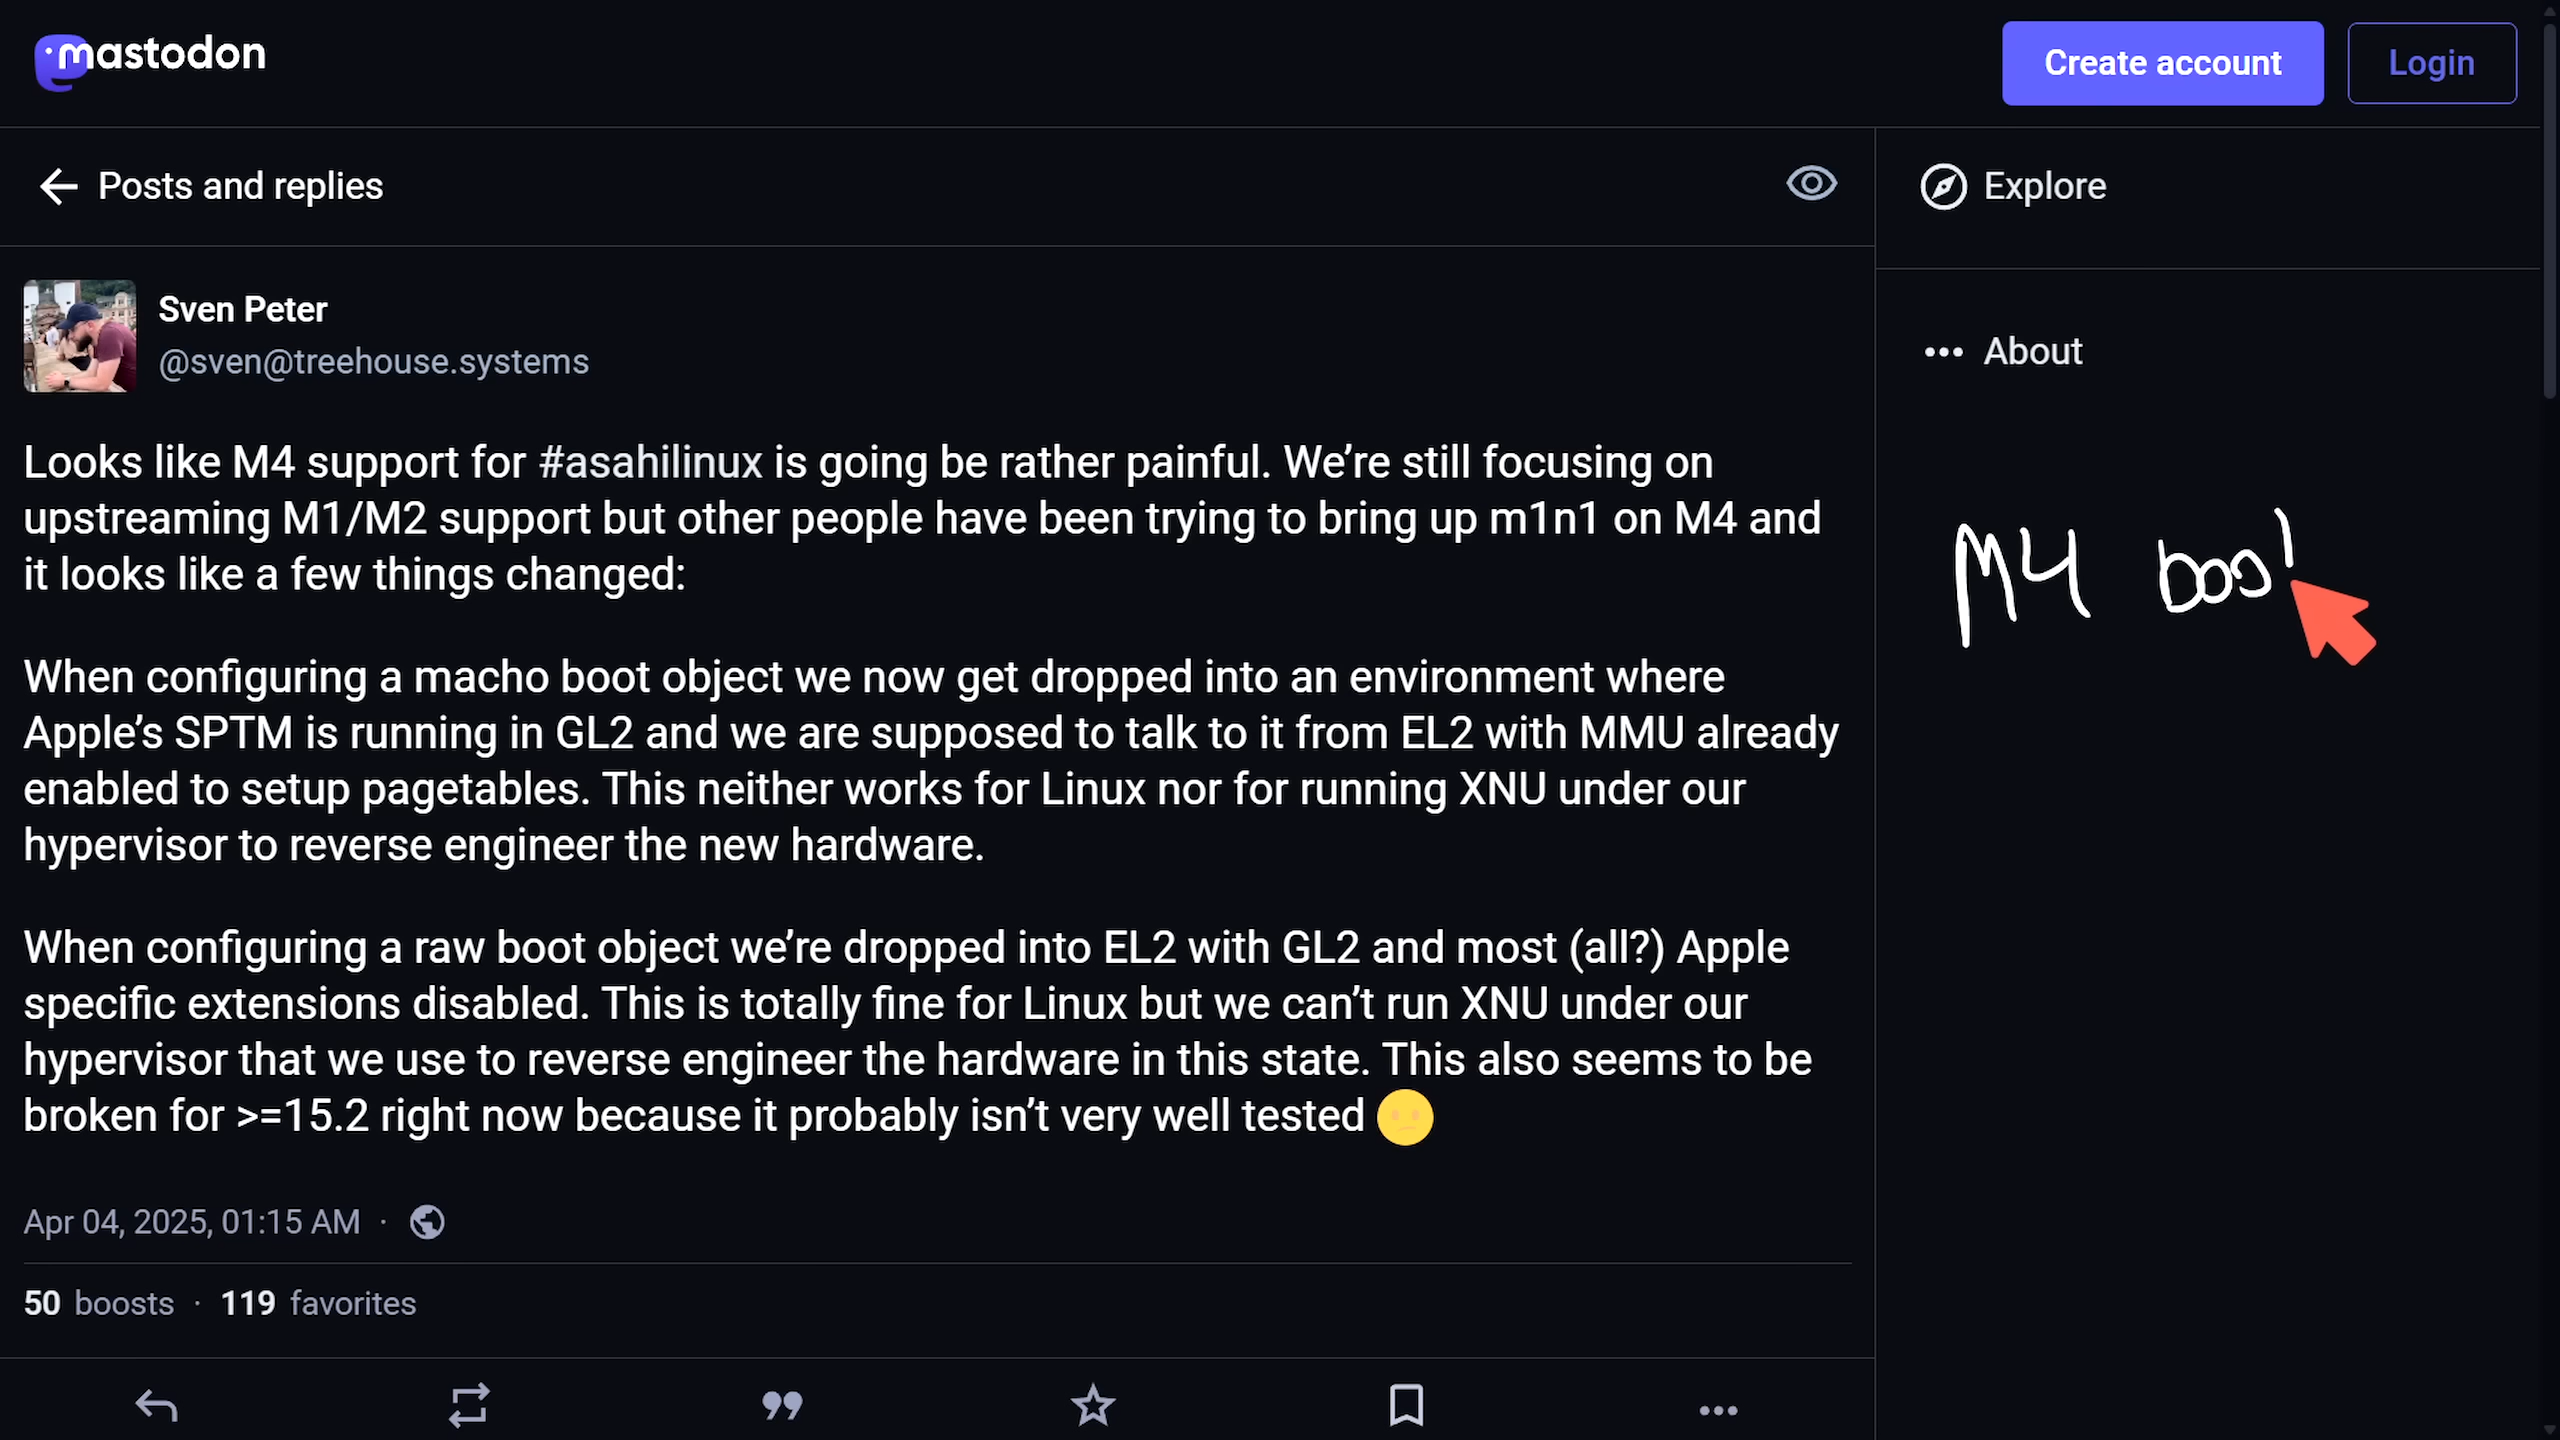 mastodon
Create account
Login
Posts and replies
Explore
Sven Peter
@sven@treehouse.systems
About
Looks like M4 support for #asahilinux is going be rather painful. We’re still focusing on
upstreaming M1/M2 support but other people have been trying to bring up m1n1 on M4 and
it looks like a few things changed:
M4
When configuring a macho boot object we now get dropped into an environment where
Apple’s SPTM is running in GL2 and we are supposed to talk to it from EL2 with MMU already
enabled to setup pagetables. This neither works for Linux nor for running XNU under our
hypervisor to reverse engineer the new hardware.
When configuring a raw boot object we’re dropped into EL2 with GL2 and most (all?) Apple
specific extensions disabled. This is totally fine for Linux but we can’t run XNU under our
hypervisor that we use to reverse engineer the hardware in this state. This also seems to be
broken for >=15.2 right now because it probably isn’t very well tested
Apr 04, 2025, 01:15 AM ·
50 boosts · 119 favorites